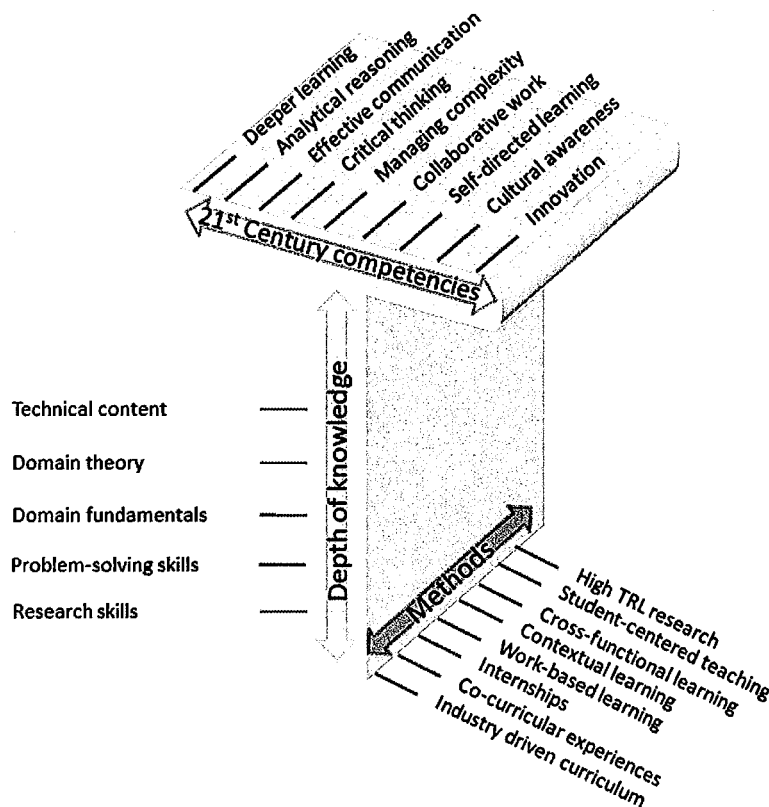 Deeper learning
Analytical reasoning
Effective communication
Critical thinking
Managing complexity
Collaborative work
Self-directed learning
Cultural awareness
Innovation
21st Century competencies
Depth of knowledge
Technical content
Domain theory
Domain fundamentals
Problem-solving skills
Research skills
Methods
High TRL research
Student-centered teaching
Cross-functional learning
Contextual learning
Work-based learning
Internships
Co-curricular experiences
Industry driven curriculum